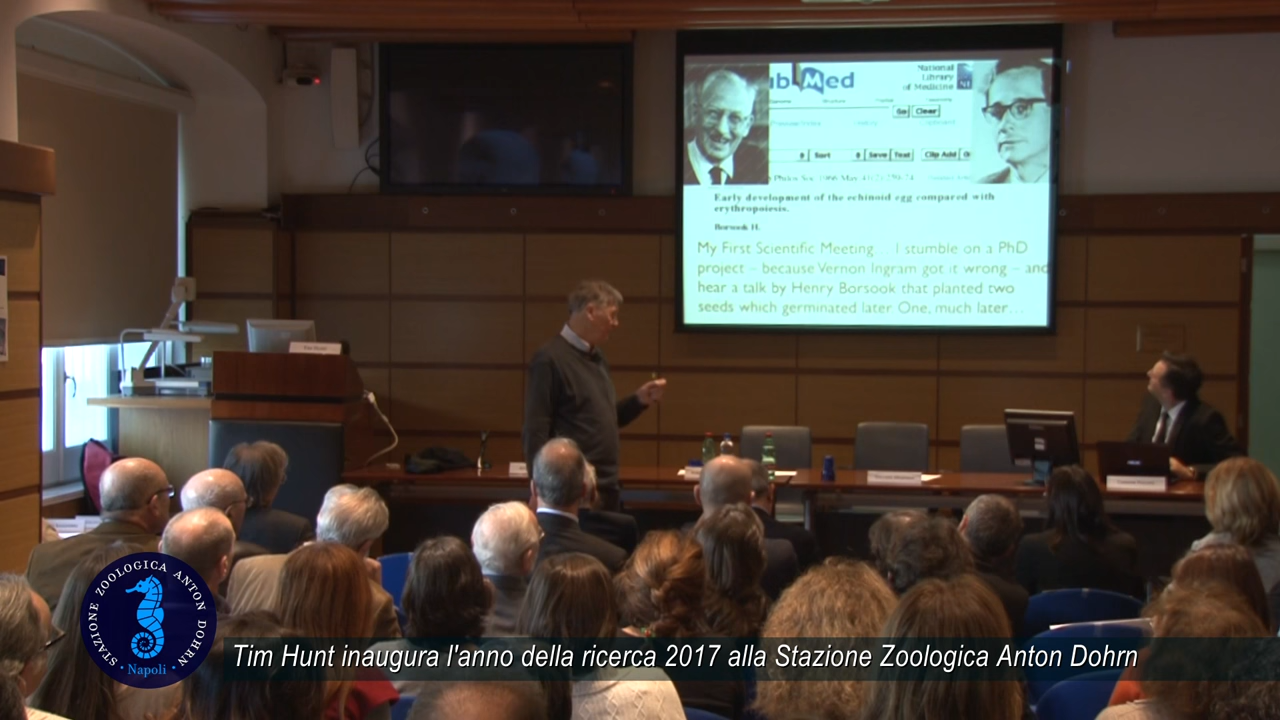 bMed
National
Library
of Medicine
Go Clear
Sort Save Text Clip Add
Early development of the echinoid egg compared with
erythropoiesis.
Borsook H.
My First Scientific Meeting... I stumble on a PhD
project – because Vernon Ingram got it wrong – and
hear a talk by Henry Borsook that planted two
seeds which germinated later One, much later...
STAZIONE ZOOLOGICA ANTON DOHRN
• Napoli •
Tim Hunt inaugura l'anno della ricerca 2017 alla Stazione Zoologica Anton Dohrn